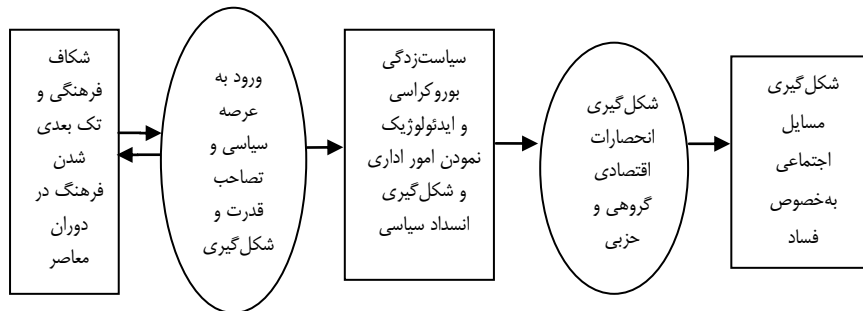 شکاف
فرهنگی و
تک بعدی
شدن
فرهنگ در
دوران
معاصر
ورود به
عرصه
سیاسی و
تصاحب
قدرت و
شکل‌گیری
سیاست‌زدگی
بوروکراسی
و ایدئولوژیک
نمودن امور اداری
و شکل‌گیری
انسداد سیاسی
شکل‌گیری
انحصارات
اقتصادی
گروهی و
حزبی
شکل‌گیری
مسایل
اجتماعی
به‌خصوص
فساد